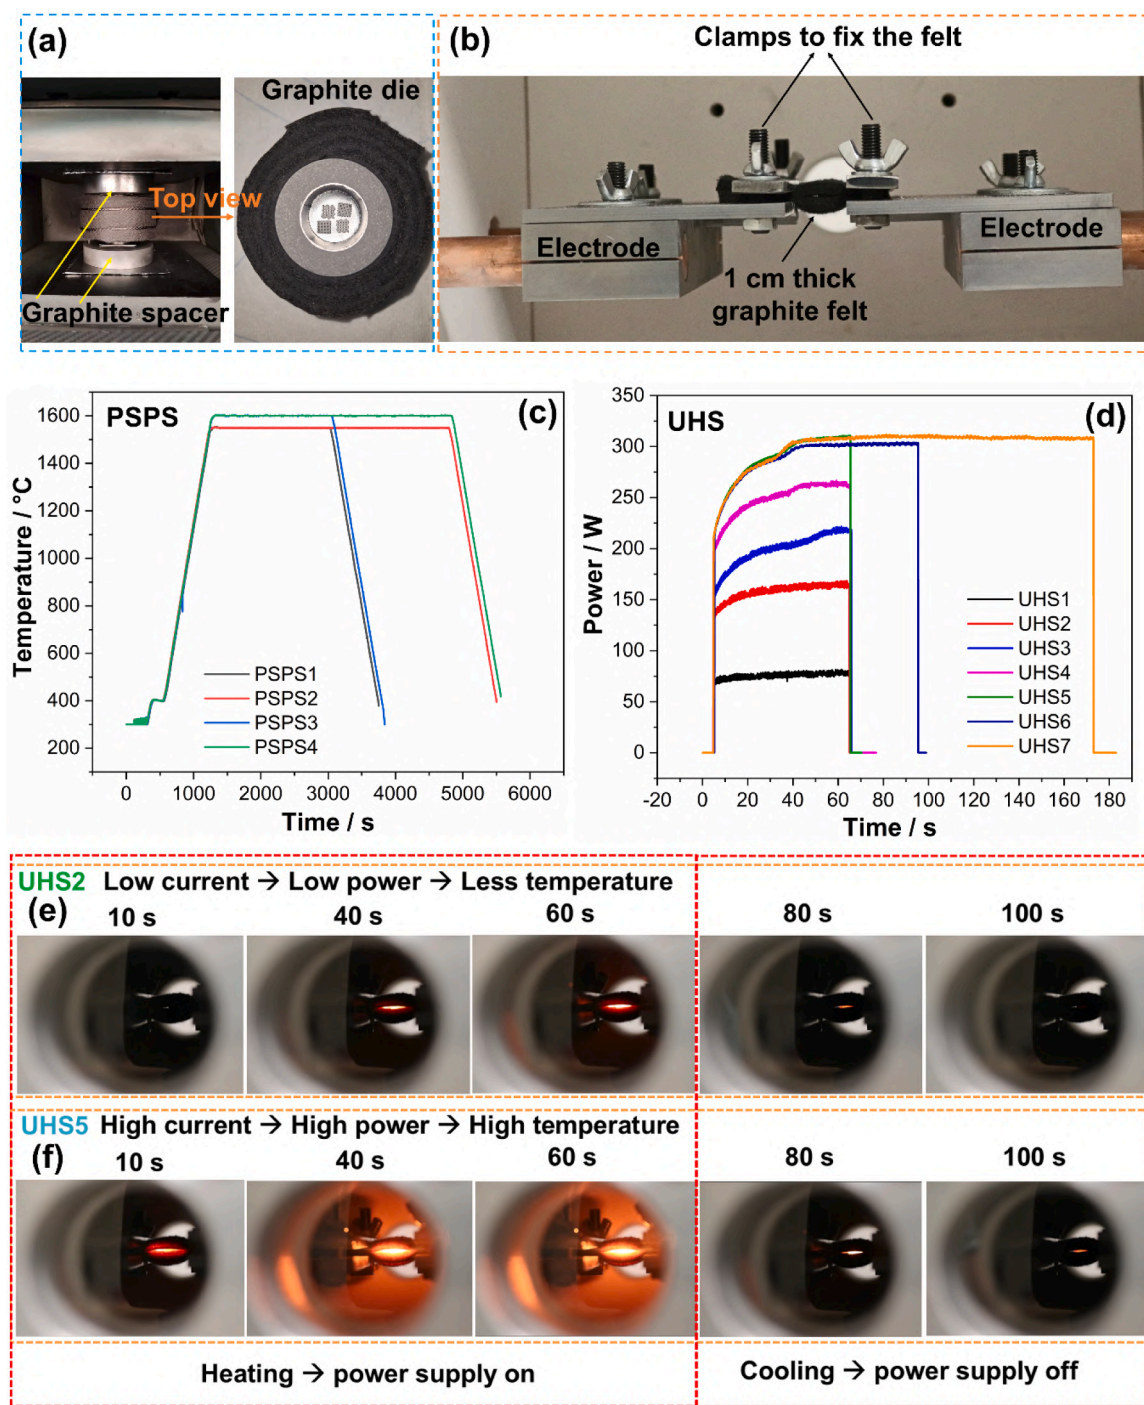 (a)
Graphite die
Top view
Graphite spacer
(b)
Clamps to fix the felt
Electrode
Electrode
1 cm thick
graphite felt
PSPS
(c)
Temperature / °C
1600
1400
1200
1000
800
600
400
200
PSPS1
PSPS2
PSPS3
PSPS4
0 1000 2000 3000 4000 5000 6000
Time / s
UHS
(d)
Power / W
350
300
250
200
150
100
50
0
UHS1
UHS2
UHS3
UHS4
UHS5
UHS6
UHS7
-20 0 20 40 60 80 100 120 140 160 180
Time / s
UHS2 Low current → Low power → Less temperature
(e)
10 s 40 s 60 s 80 s 100 s
UHS5 High current → High power → High temperature
(f)
10 s 40 s 60 s 80 s 100 s
Heating → power supply on
Cooling → power supply off